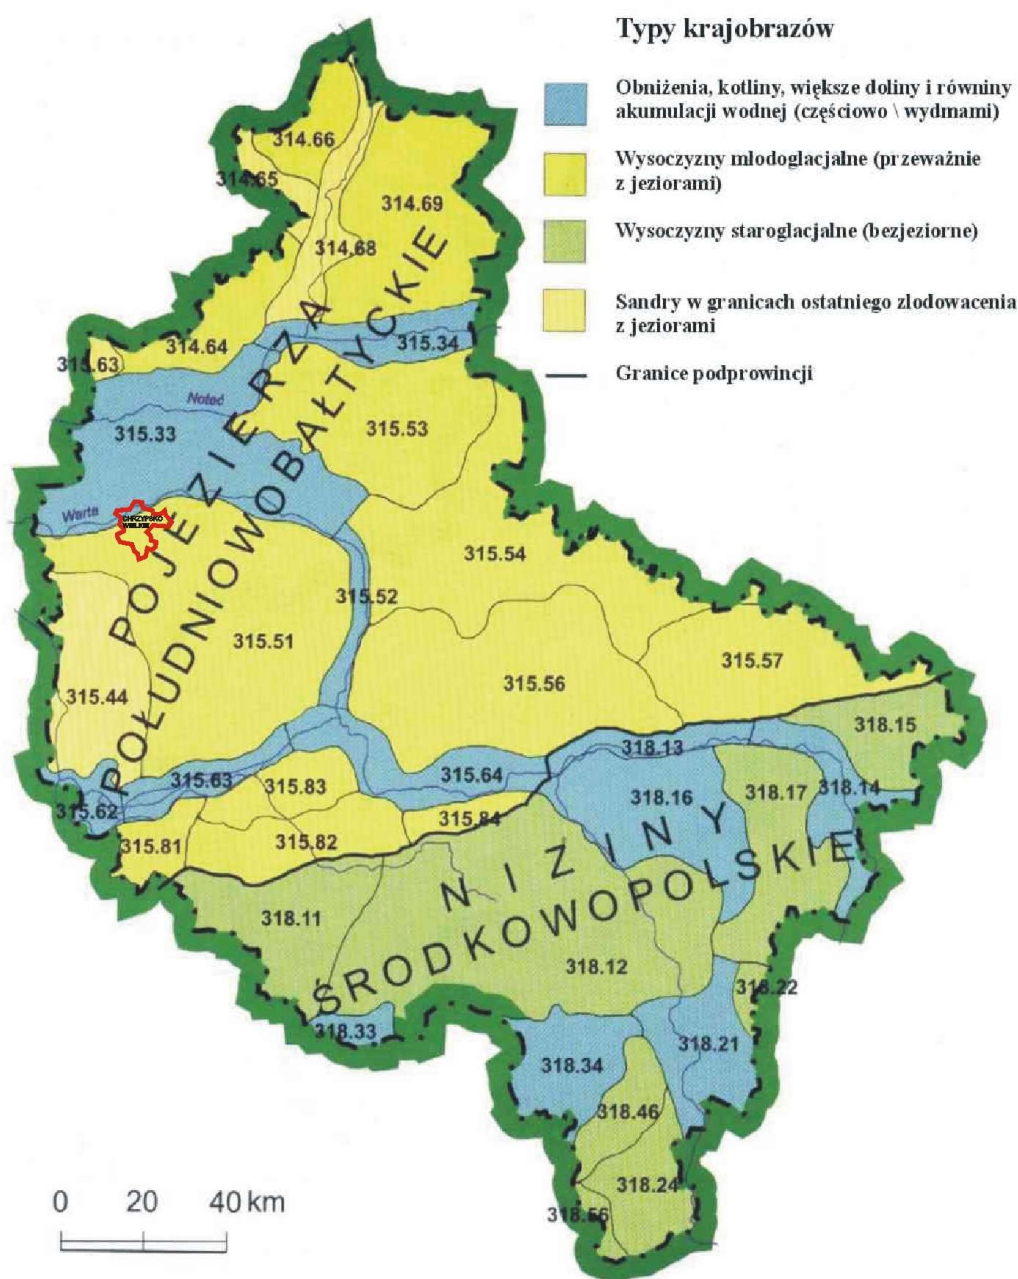 Typy krajobrazów
Obniżenia, kotliny, większe doliny i równiny
akumulacji wodnej (częściowo \ wydmami)
Wysoczyzny młodoglacjalne (przeważnie
z jeziorami)
Wysoczyzny staroglacjalne (bezjeziorne)
Sandry w granicach ostatniego zlodowacenia
z jeziorami
Granice podprowincji
314.66
314.65
314.69
314.68
314.64
315.34
315.63
Noteć
315.33
315.53
Warta
CHRZYPSKO
WIELKIE
315.54
315.52
315.51
315.57
315.56
315.44
POJEZIERZA
POŁUDNIOWOBAŁTYCKIE
318.15
318.13
315.63
315.83
315.64
318.14
318.17
318.16
315.62
315.84
315.81
315.82
NIZINY
ŚRODKOWOPOLSKIE
318.11
318.12
318.22
318.33
318.21
318.34
318.46
318.24
318.56
0 20 40 km